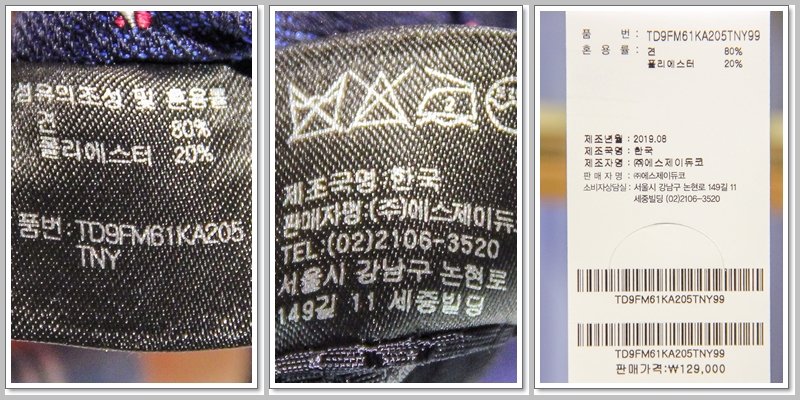 섬유의조성 및 혼용률
견 80%
폴리에스터 20%
품번: TD9FM61KA205
TNY
제조국명 한국
판매자명 (주)에스제이듀
TEL (02)2106-3520
서울시 강남구 논현로
149길 11 세중빌딩
품 번: TD9FM61KA205TNY99
혼 용 률: 견 80%
폴리에스터 20%
제조년월 : 2019.08
제조국명 : 한국
제조자명 : ㈜에스제이듀코
판 매 자 명 : ㈜에스제이듀코
소비자상담실 : 서울시 강남구 논현로 149길 11
세중빌딩 (02)2106-3520
TD9FM61KA205TNY99
TD9FM61KA205TNY99
판매가격:₩129,000